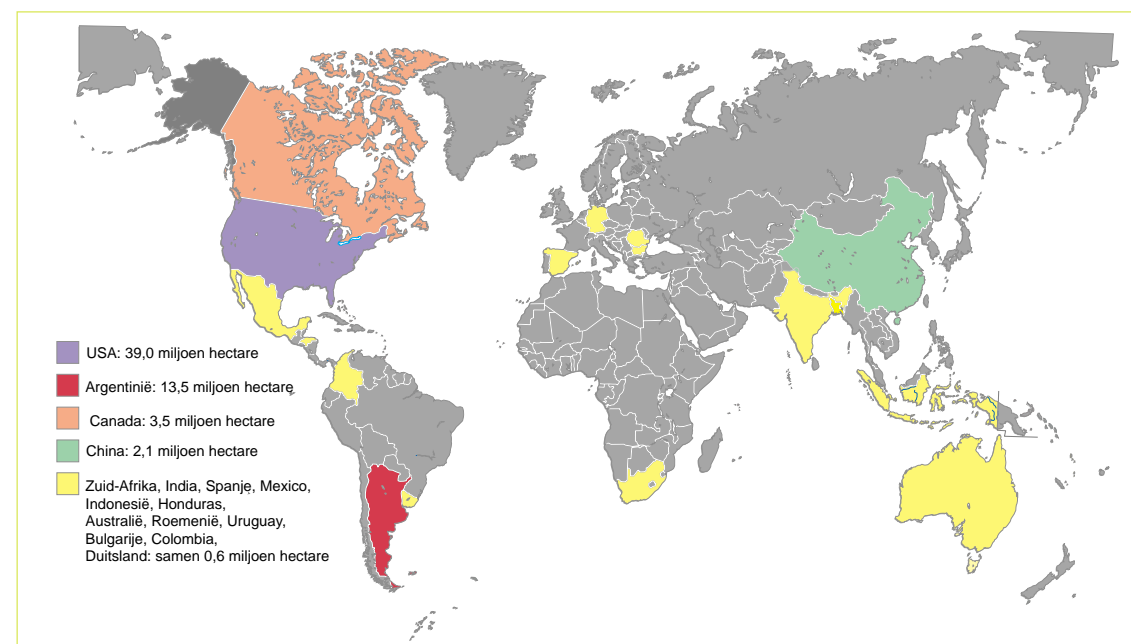 USA: 39,0 miljoen hectare
Argentinië: 13,5 miljoen hectare
Canada: 3,5 miljoen hectare
China: 2,1 miljoen hectare
Zuid-Afrika, India, Spanje, Mexico,
Indonesië, Honduras,
Australië, Roemenië, Uruguay,
Bulgarije, Colombia,
Duitsland: samen 0,6 miljoen hectare